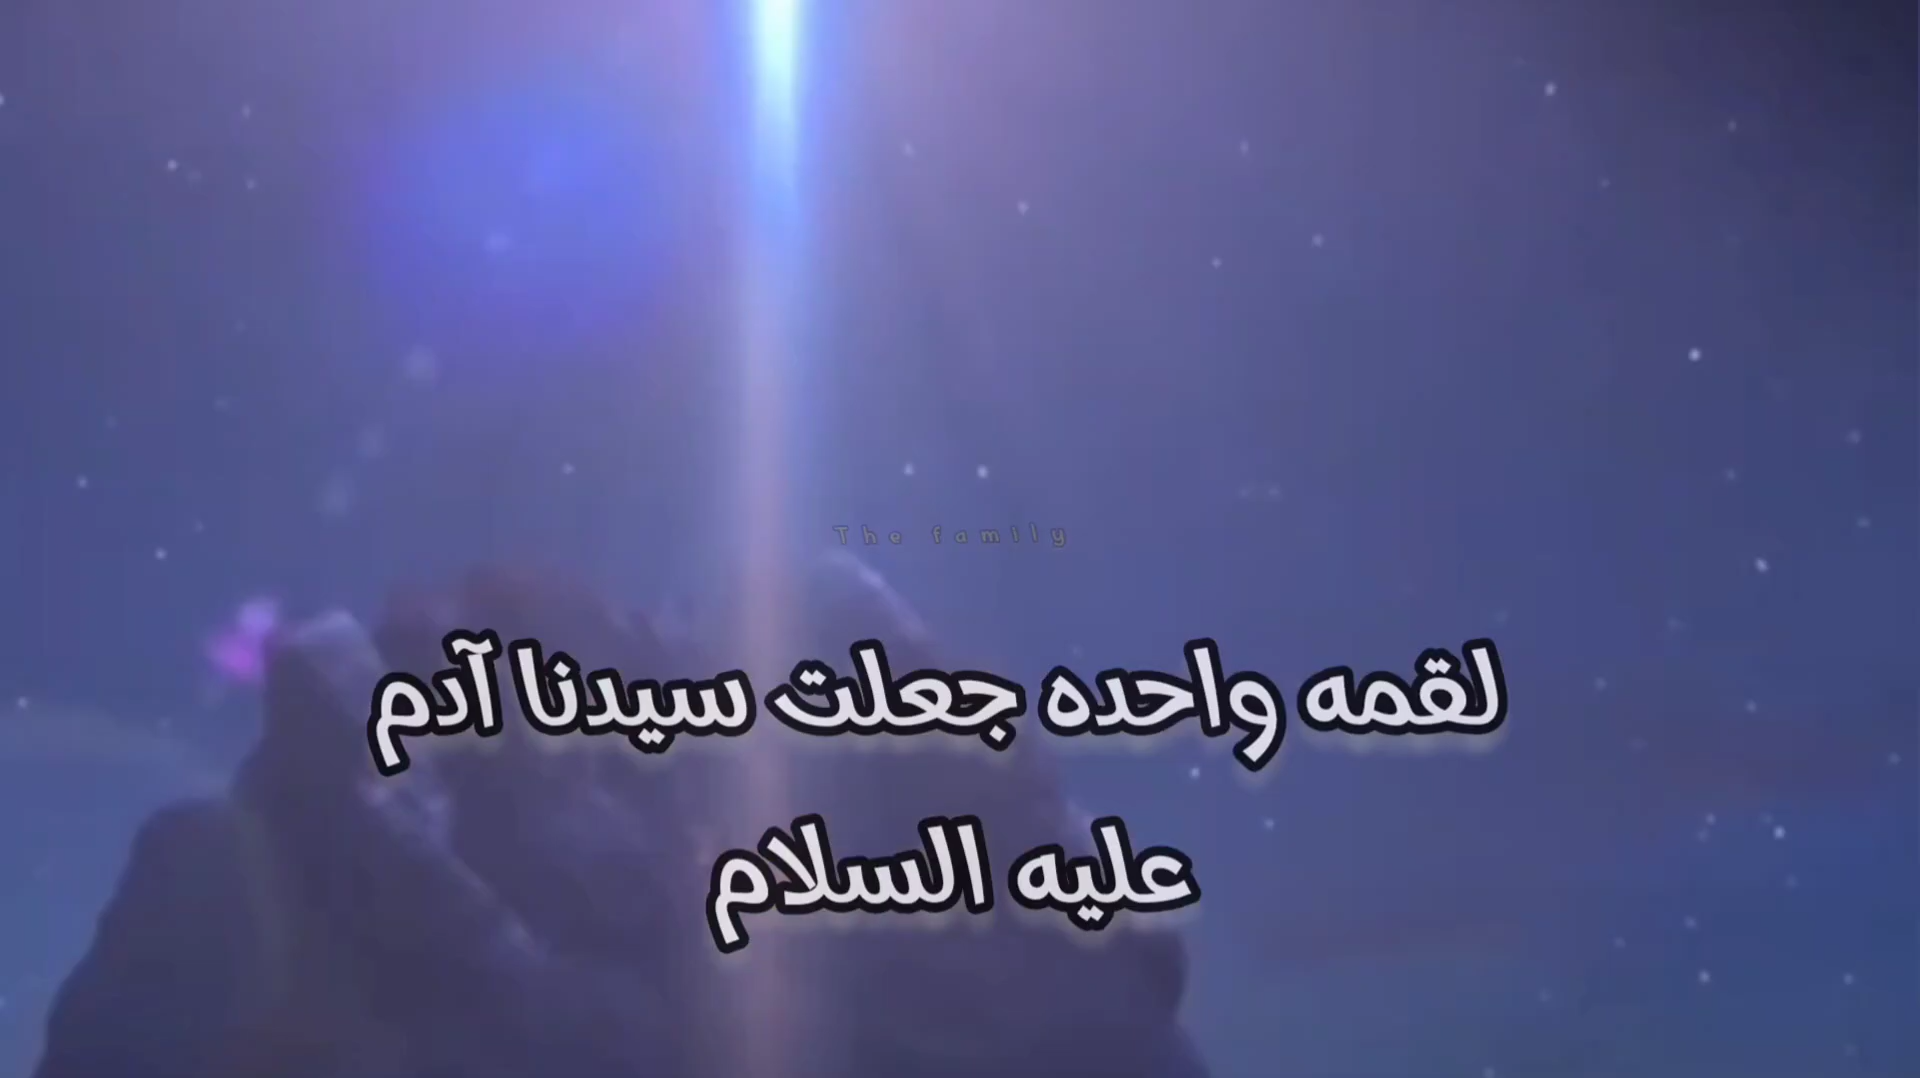 The family
لقمه واحده جعلت سيدنا آدم
عليه السلام